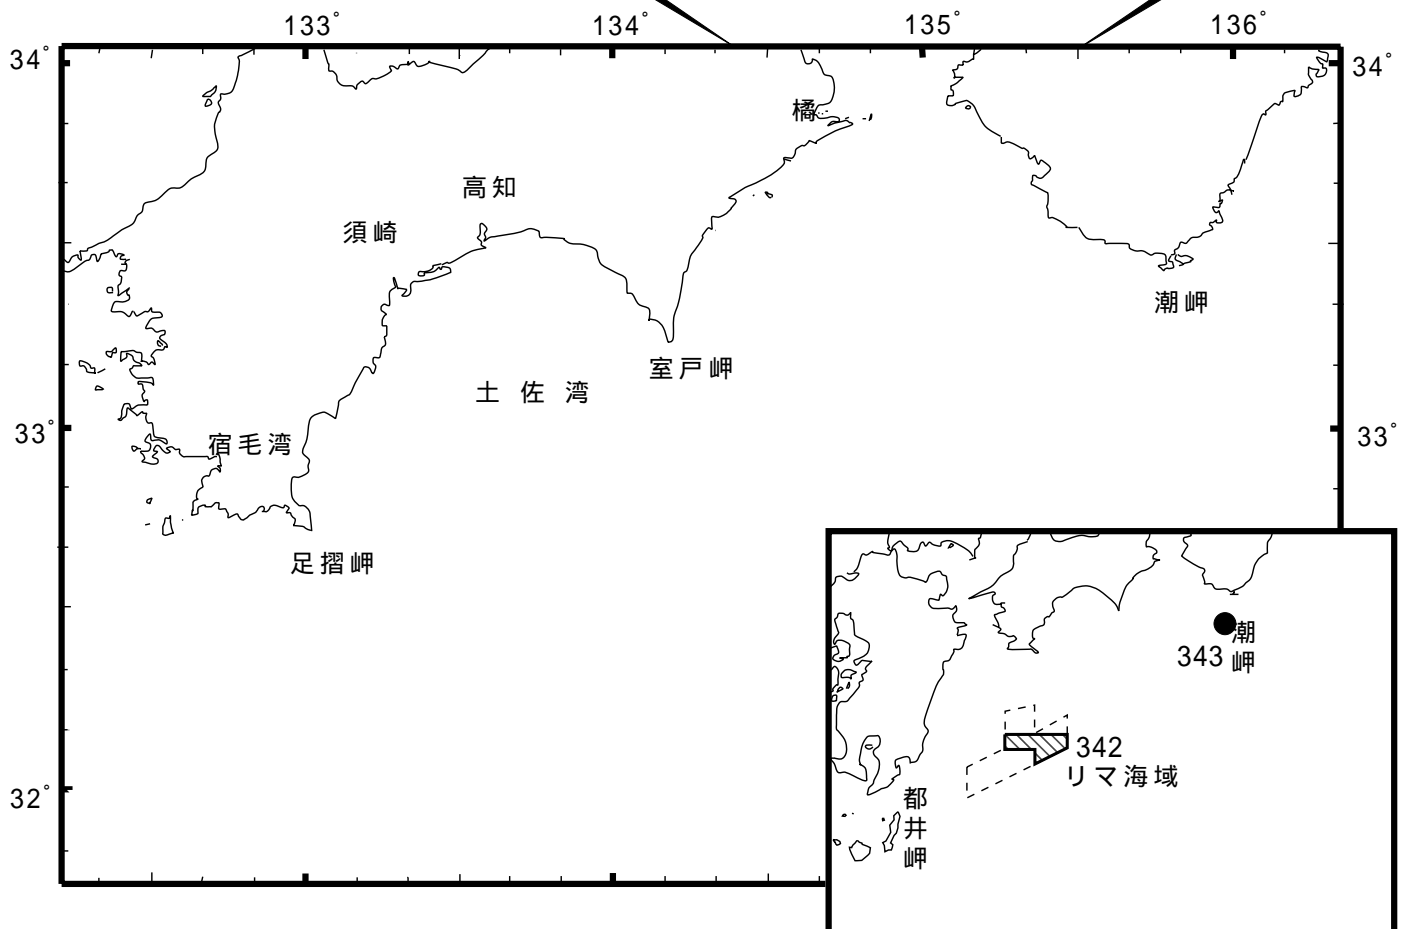 133°
134°
135°
136°
34°
34°
橘
高知
須崎
潮岬
室戸岬
土佐湾
33°
33°
宿毛湾
足摺岬
潮岬
343
342
リマ海域
32°
都井岬